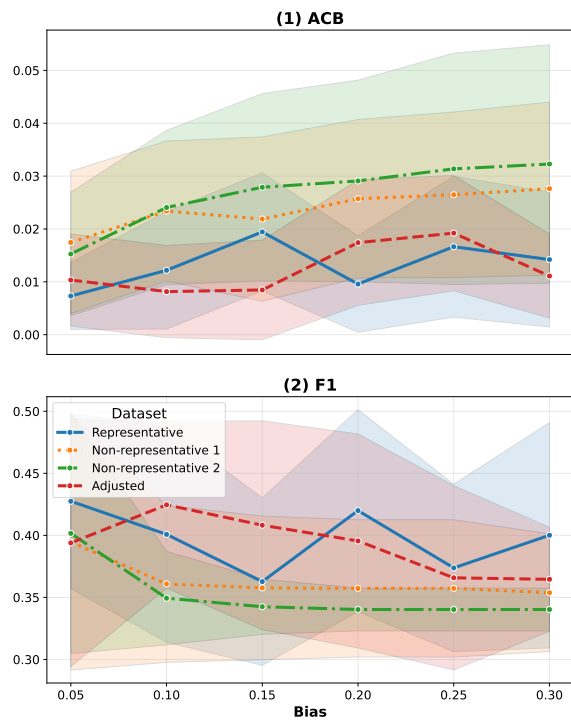 (1) ACB
0.05
0.04
0.03
0.02
0.01
0.00
(2) F1
0.50
0.45
0.40
0.35
0.30
Dataset
Representative
Non-representative 1
Non-representative 2
Adjusted
0.05 0.10 0.15 0.20 0.25 0.30
Bias